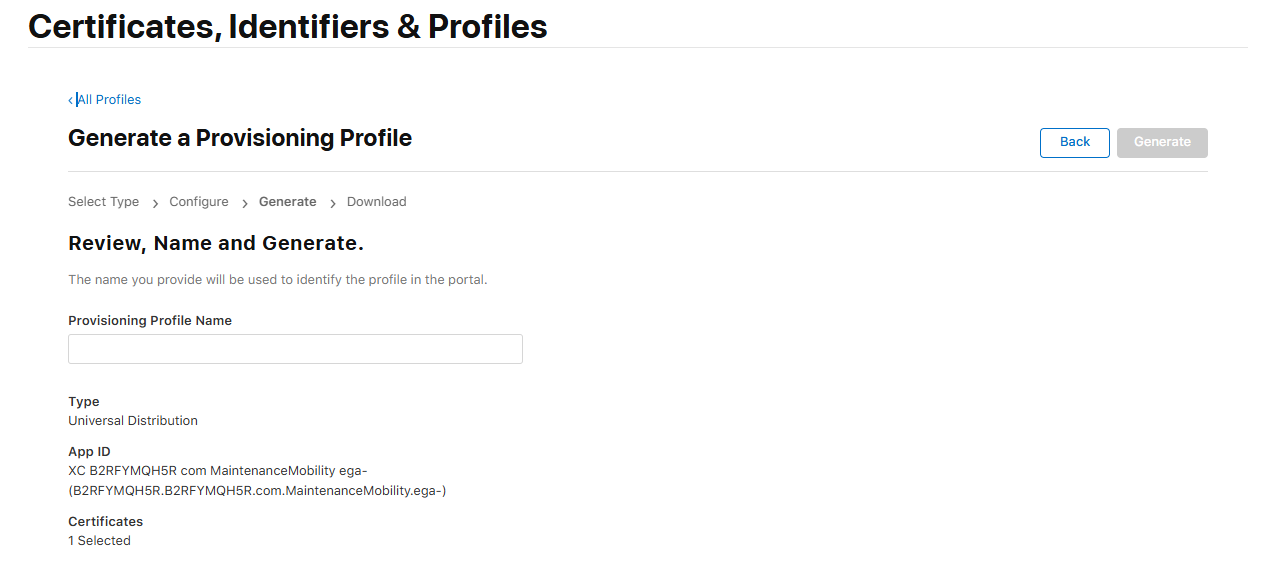 Certificates, Identifiers & Profiles
‹ All Profiles
Generate a Provisioning Profile
Back
Generate
Select Type › Configure › Generate › Download
Review, Name and Generate.
The name you provide will be used to identify the profile in the portal.
Provisioning Profile Name
Type
Universal Distribution
App ID
XC B2RFYMQH5R com MaintenanceMobility ega-
(B2RFYMQH5R.B2RFYMQH5R.com.MaintenanceMobility.ega-)
Certificates
1 Selected